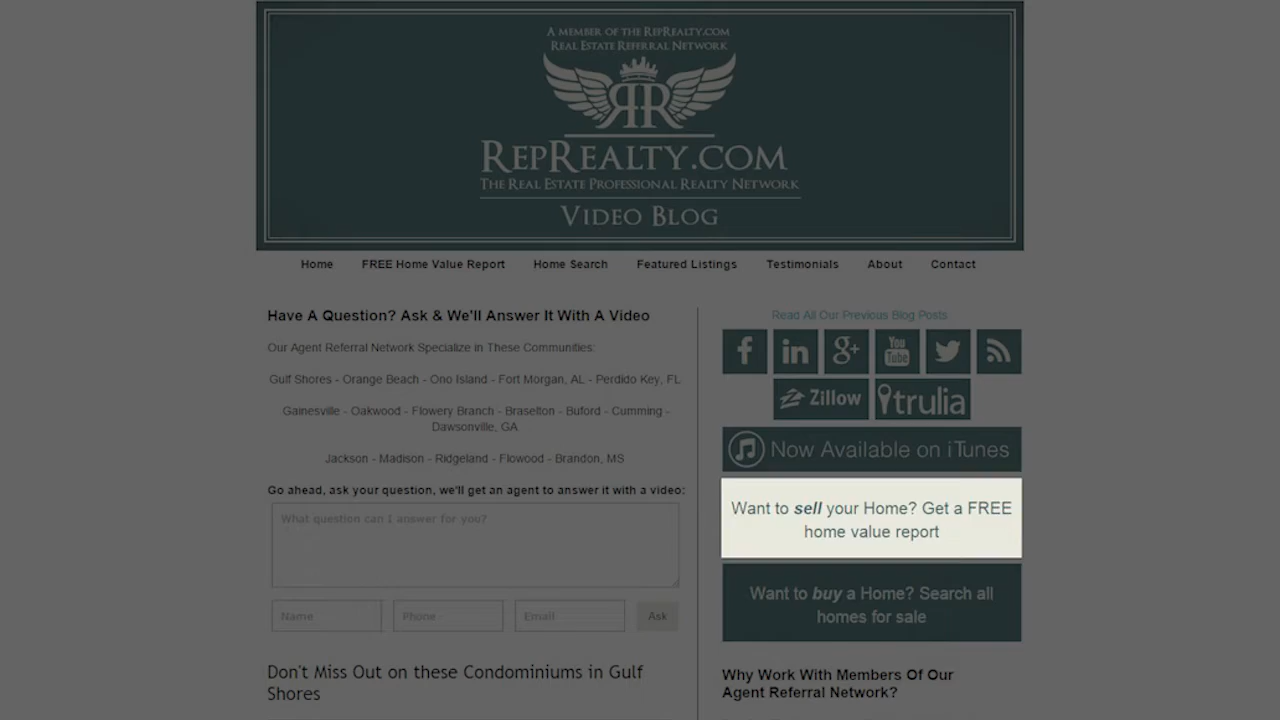 A MEMBER OF THE REPREALTY.COM
REAL ESTATE REFERRAL NETWORK
RR
REPREALTY.COM
THE REAL ESTATE PROFESSIONAL REALTY NETWORK
VIDEO BLOG
Home FREE Home Value Report Home Search Featured Listings Testimonials About Contact
Have A Question? Ask & We'll Answer It With A Video
Our Agent Referral Network Specialize in These Communities:
Gulf Shores - Orange Beach - Ono Island - Fort Morgan, AL - Perdido Key, FL
Gainesville - Oakwood - Flowery Branch - Braselton - Buford - Cumming -
Dawsonville, GA
Jackson - Madison - Ridgeland - Flowood - Brandon, MS
Go ahead, ask your question, we'll get an agent to answer it with a video:
What question can I answer for you?
Name Phone Email Ask
Don't Miss Out on these Condominiums in Gulf
Shores
Read All Our Previous Blog Posts
f in g+ You Tube
Zillow trulia
Now Available on iTunes
Want to sell your Home? Get a FREE
home value report
Want to buy a Home? Search all
homes for sale
Why Work With Members Of Our
Agent Referral Network?